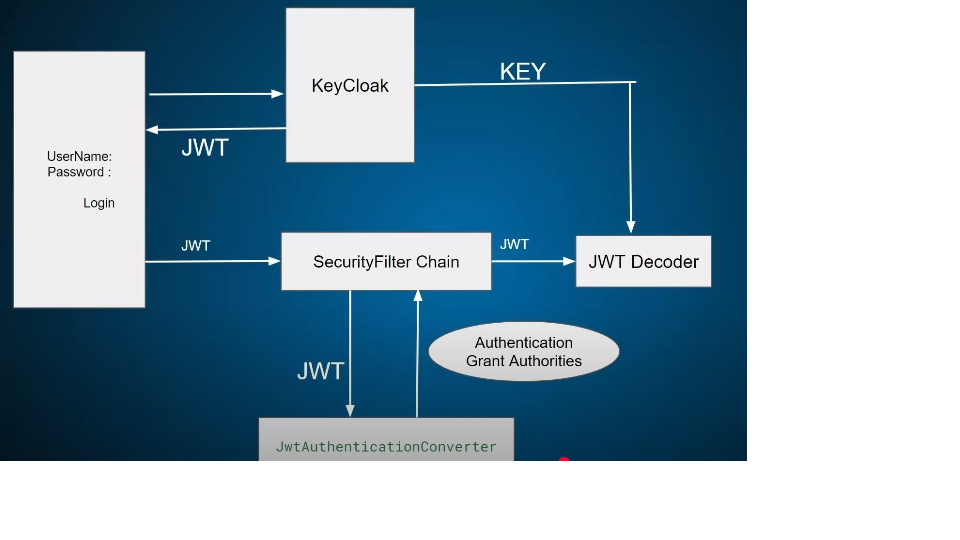 KeyCloak
KEY
JWT
UserName:
Password :
Login
JWT
SecurityFilter Chain
JWT
JWT Decoder
Authentication
Grant Authorities
JWT
JwtAuthenticationConverter